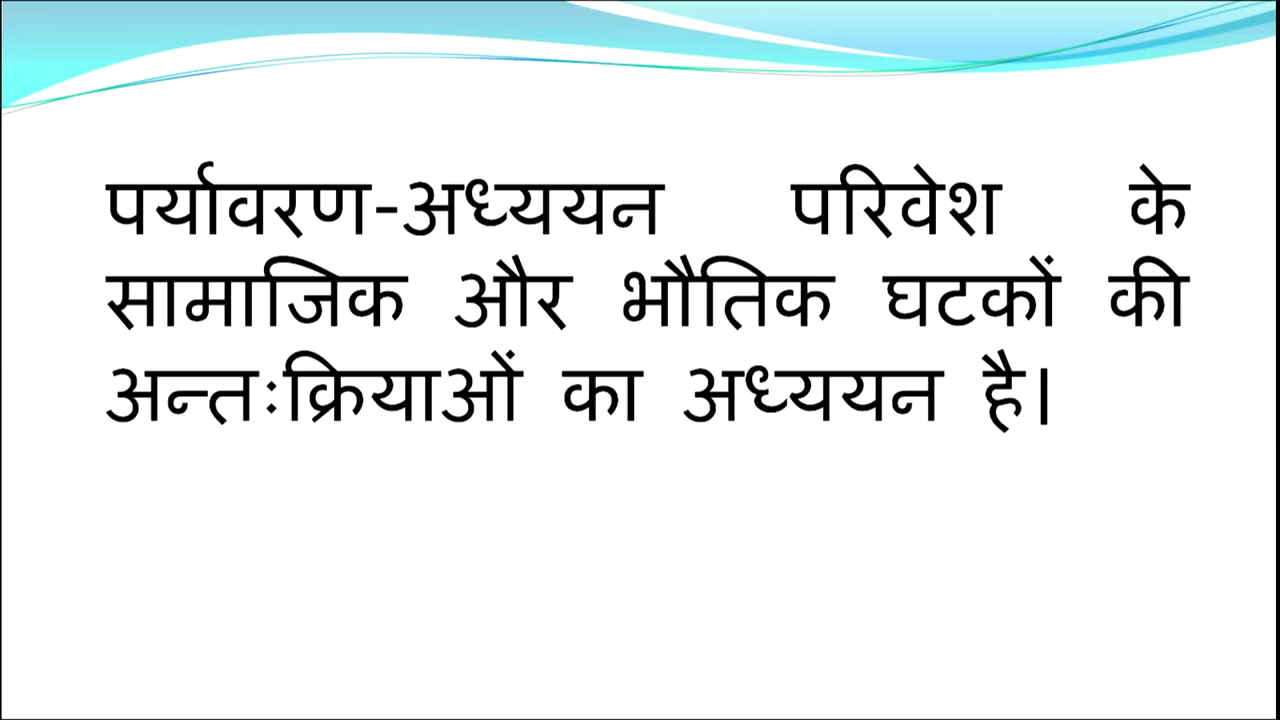 पर्यावरण-अध्ययन परिवेश के
सामाजिक और भौतिक घटकों की
अन्तःक्रियाओं का अध्ययन है।